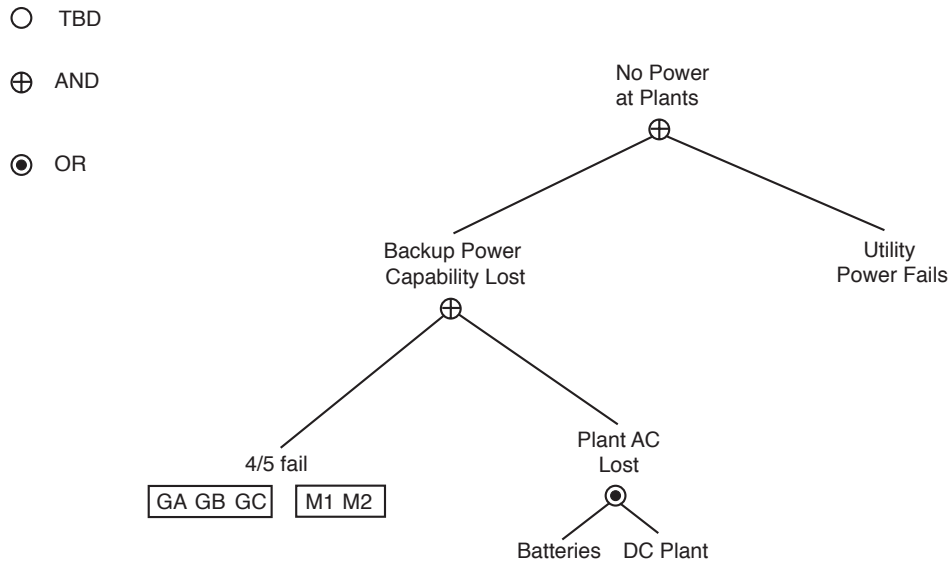 TBD
AND
OR
No Power
at Plants
Backup Power
Capability Lost
Utility
Power Fails
4/5 fail
GA GB GC
M1 M2
Plant AC
Lost
Batteries
DC Plant